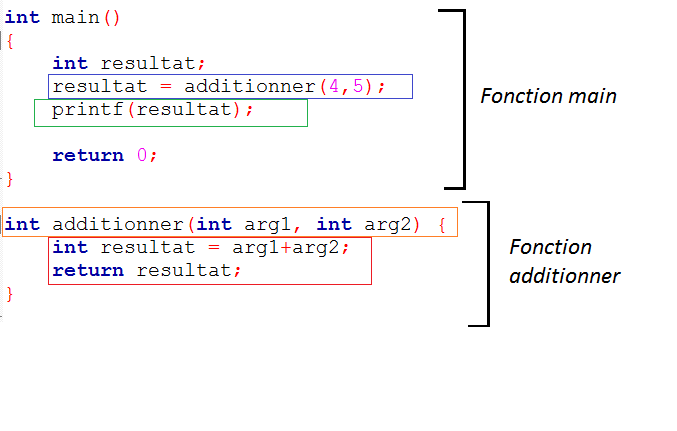 int main()
{
int resultat;
resultat = additionner(4,5);
printf(resultat);
return 0;
}
Fonction main
int additionner(int arg1, int arg2) {
int resultat = arg1+arg2;
return resultat;
}
Fonction
additionner